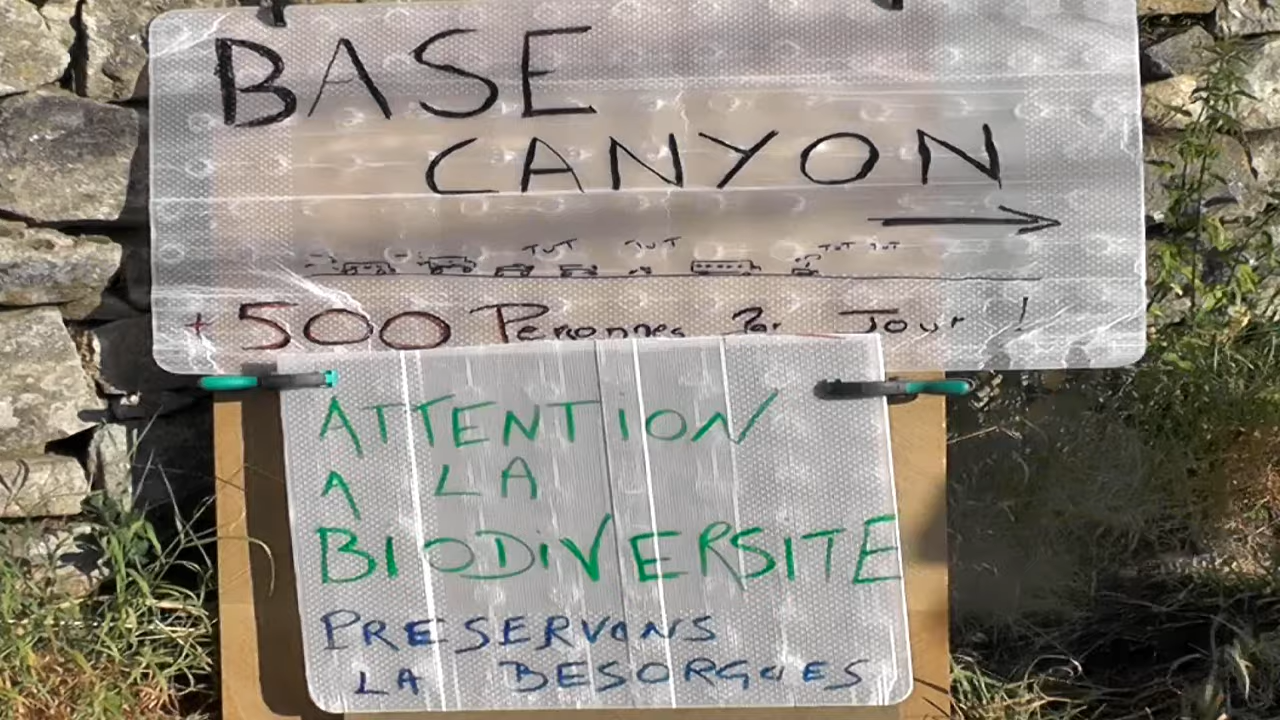 BASE
CANYON
TUT TUT TUT TUT
+ 500 Personnes Par Jour !
ATTENTION
A LA
BIODIVERSITE
PRESERVONS
LA BESORGUES